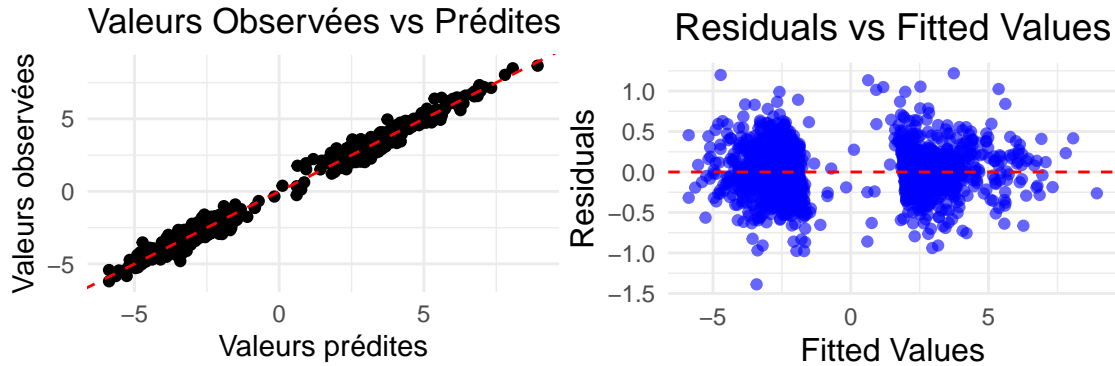 Valeurs Observées vs Prédites
Valeurs observées
5
0
−5
−5
0
5
Valeurs prédites
Residuals vs Fitted Values
Residuals
1.0
0.5
0.0
−0.5
−1.0
−1.5
−5
0
5
Fitted Values